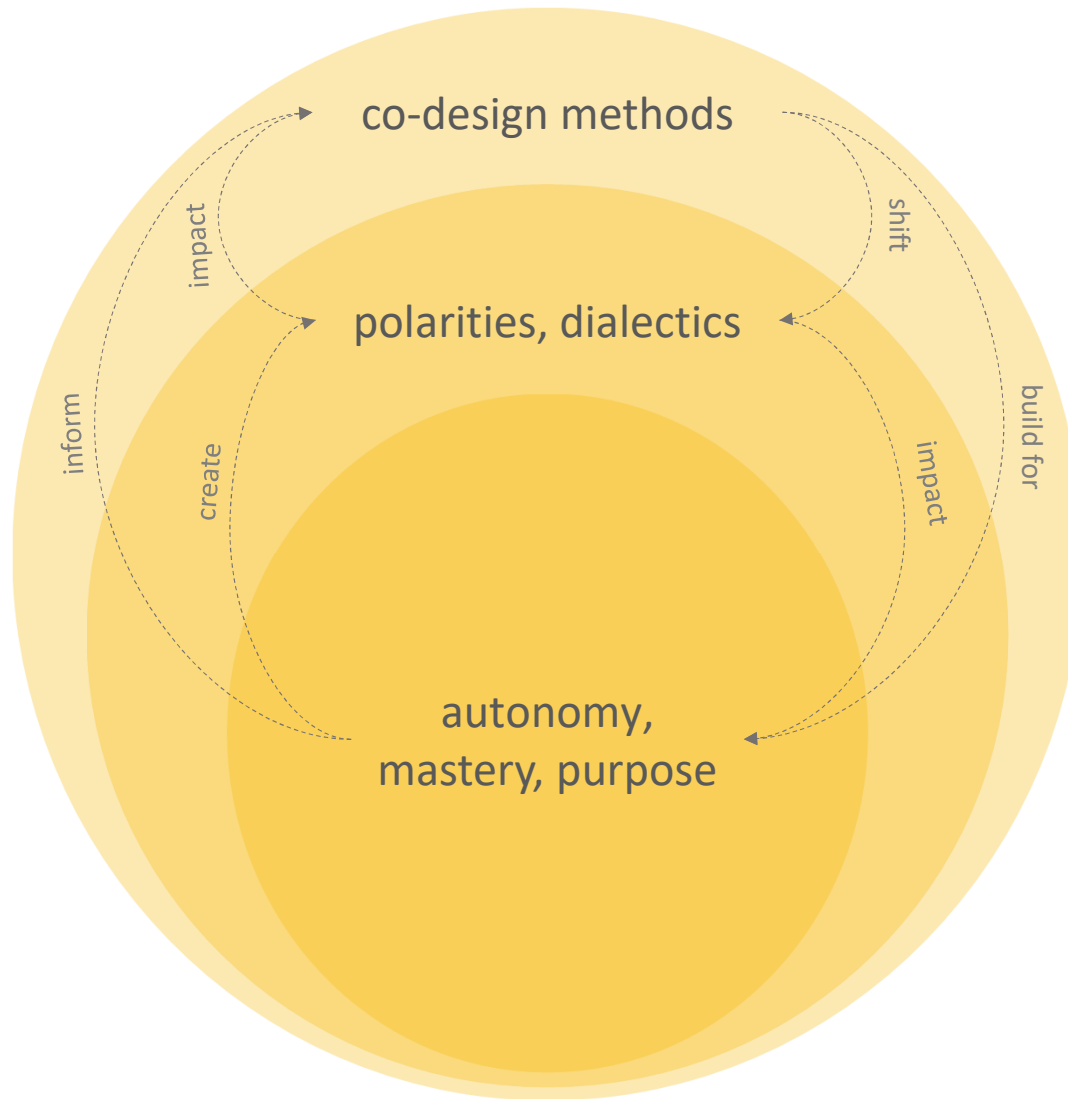 co-design methods
impact
shift
polarities, dialectics
inform
create
build for
impact
autonomy,
mastery, purpose